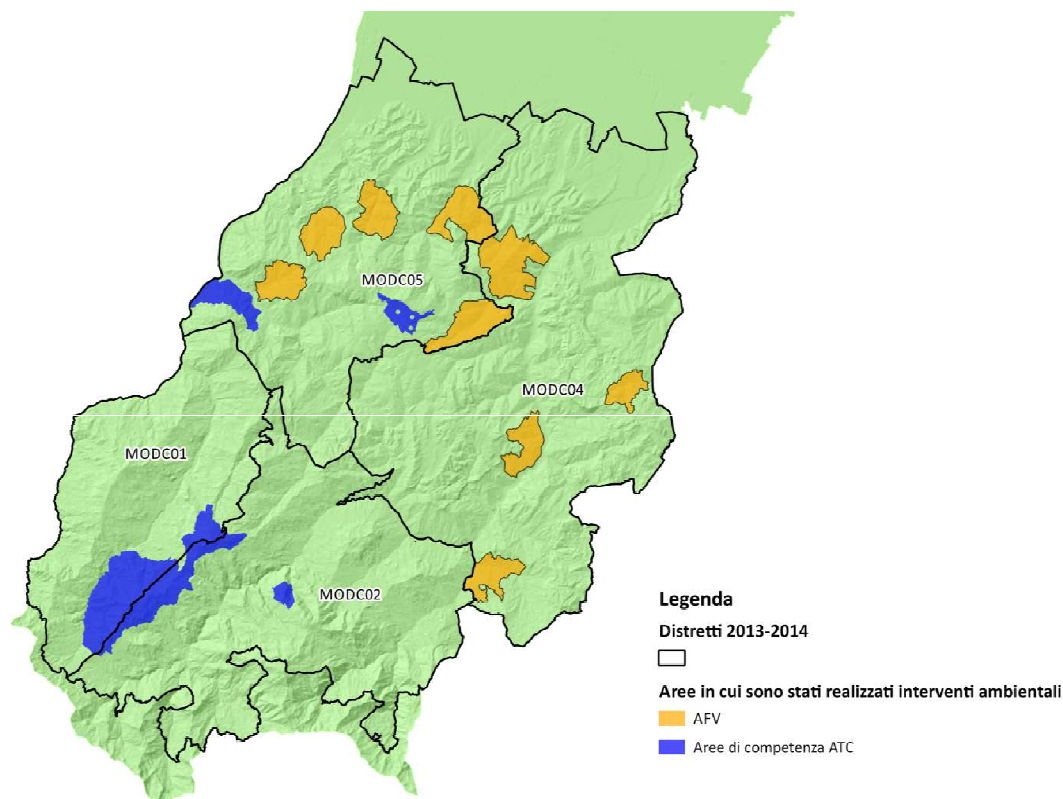 MODC05
MODC04
MODC01
MODC02
Legenda
Distretti 2013-2014
Aree in cui sono stati realizzati interventi ambientali
AFV
Aree di competenza ATC